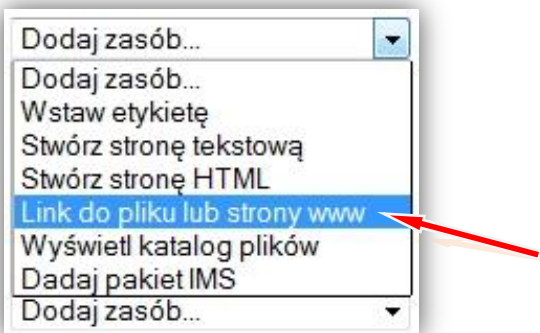 Dodaj zasób...
Dodaj zasób...
Wstaw etykietę
Stwórz stronę tekstową
Stwórz stronę HTML
Link do pliku lub strony www
Wyświetl katalog plików
Dadaj pakiet IMS
Dodaj zasób...